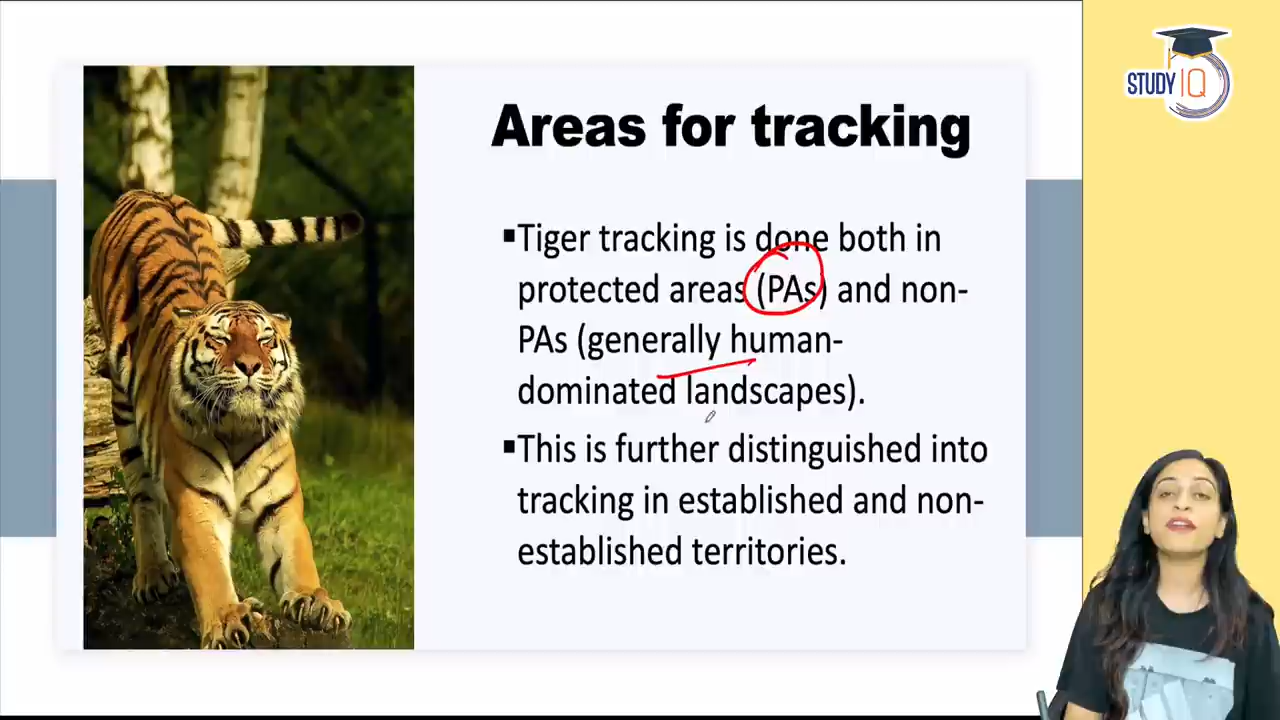 Areas for tracking
▪Tiger tracking is done both in
protected areas (PAs) and non-
PAs (generally human-
dominated landscapes).
▪This is further distinguished into
tracking in established and non-
established territories.
STUDY IQ